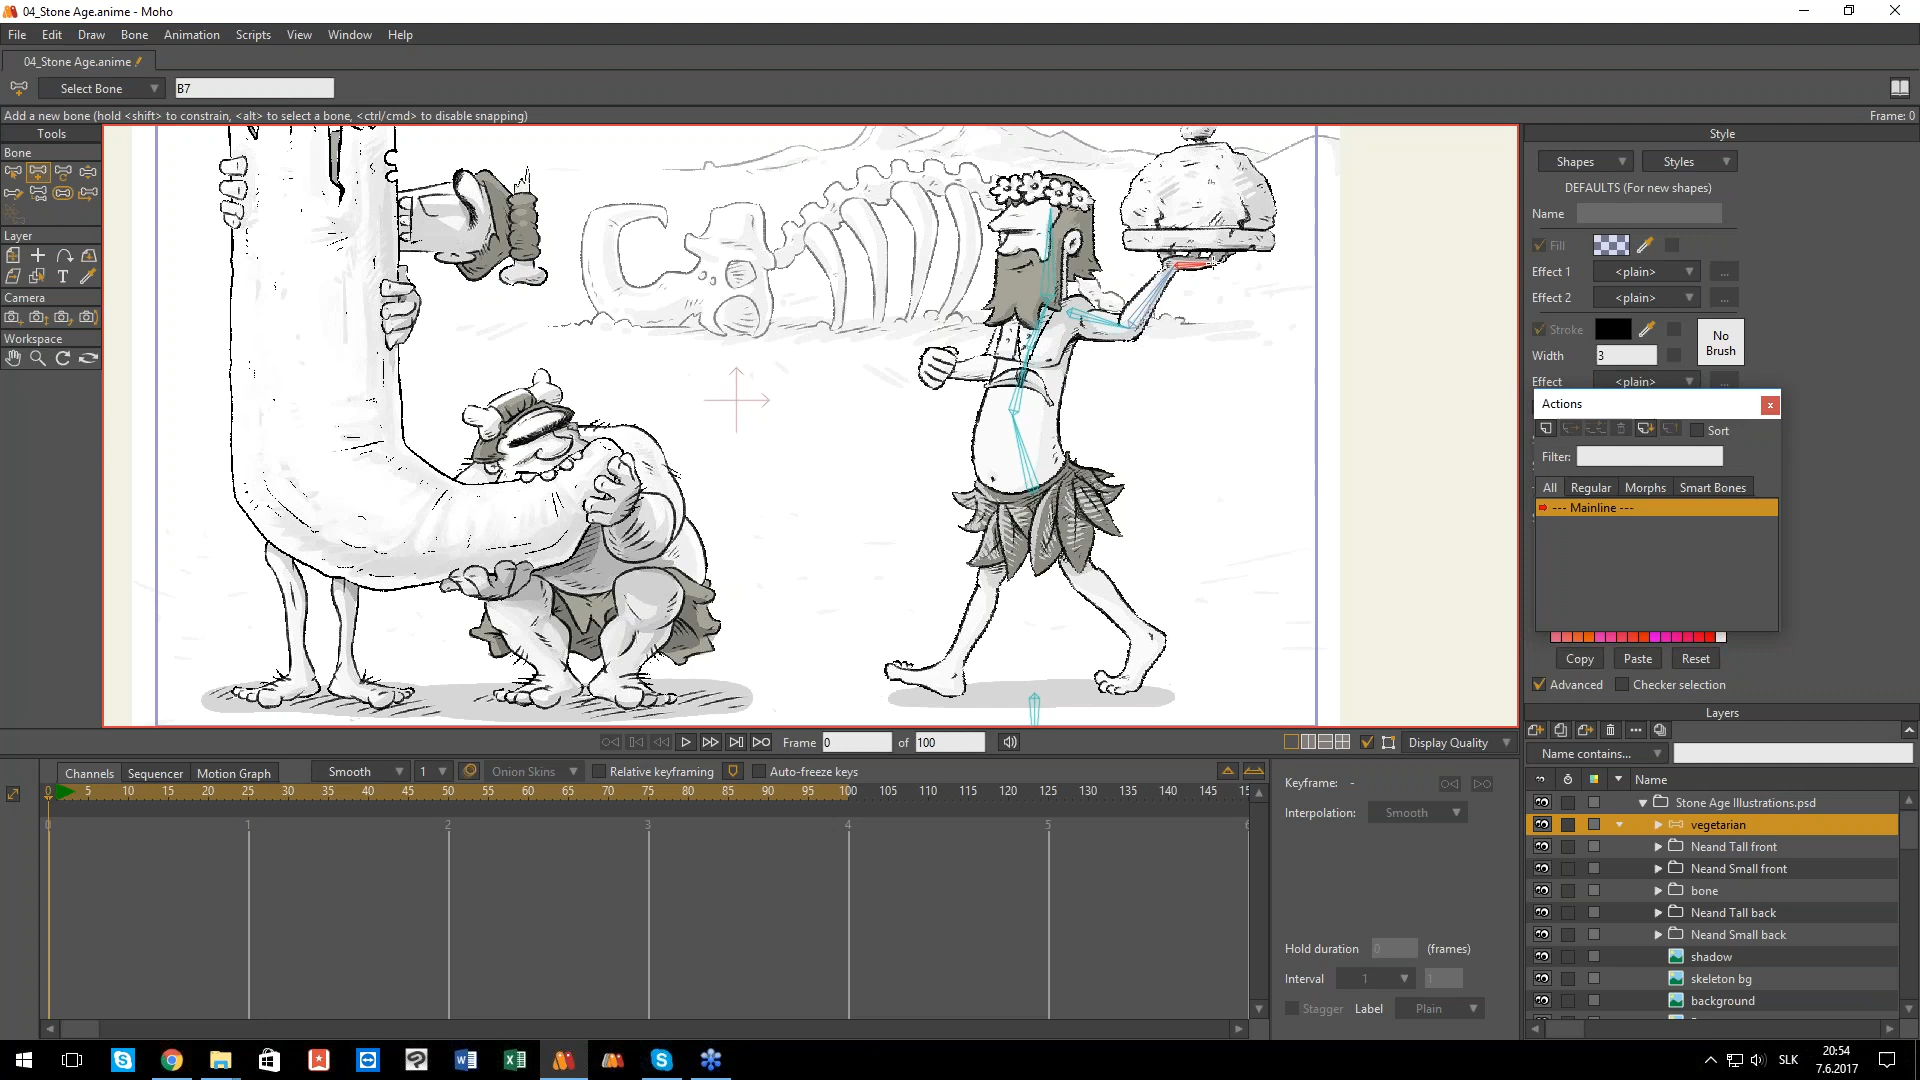 04_Stone Age.anime - Moho
File Edit Draw Bone Animation Scripts View Window Help
04_Stone Age.anime
Select Bone B7
Add a new bone (hold <shift> to constrain, <alt> to select a bone, <ctrl/cmd> to disable snapping) Frame: 0
Tools
Bone
Layer
T
Camera
Workspace
Style
Shapes Styles
DEFAULTS (For new shapes)
Name
Fill
Effect 1 <plain> ...
Effect 2 <plain> ...
Stroke
No Brush
Width 3
Effect <plain> ...
Actions x
Sort
Filter:
All Regular Morphs Smart Bones
--- Mainline ---
Copy Paste Reset
Advanced Checker selection
Layers
Name contains...
Name
Stone Age Illustrations.psd
vegetarian
Neand Tall front
Neand Small front
bone
Neand Tall back
Neand Small back
shadow
skeleton bg
background
Frame 0 of 100 Display Quality
Channels Sequencer Motion Graph Smooth 1 Onion Skins Relative keyframing Auto-freeze keys
0 5 10 15 20 25 30 35 40 45 50 55 60 65 70 75 80 85 90 95 100 105 110 115 120 125 130 135 140 145
0 1 2 3 4 5 6
Keyframe: -
Interpolation: Smooth
Hold duration 0 (frames)
Interval 1 1
Stagger Label Plain
SLK
20:54
7.6.2017